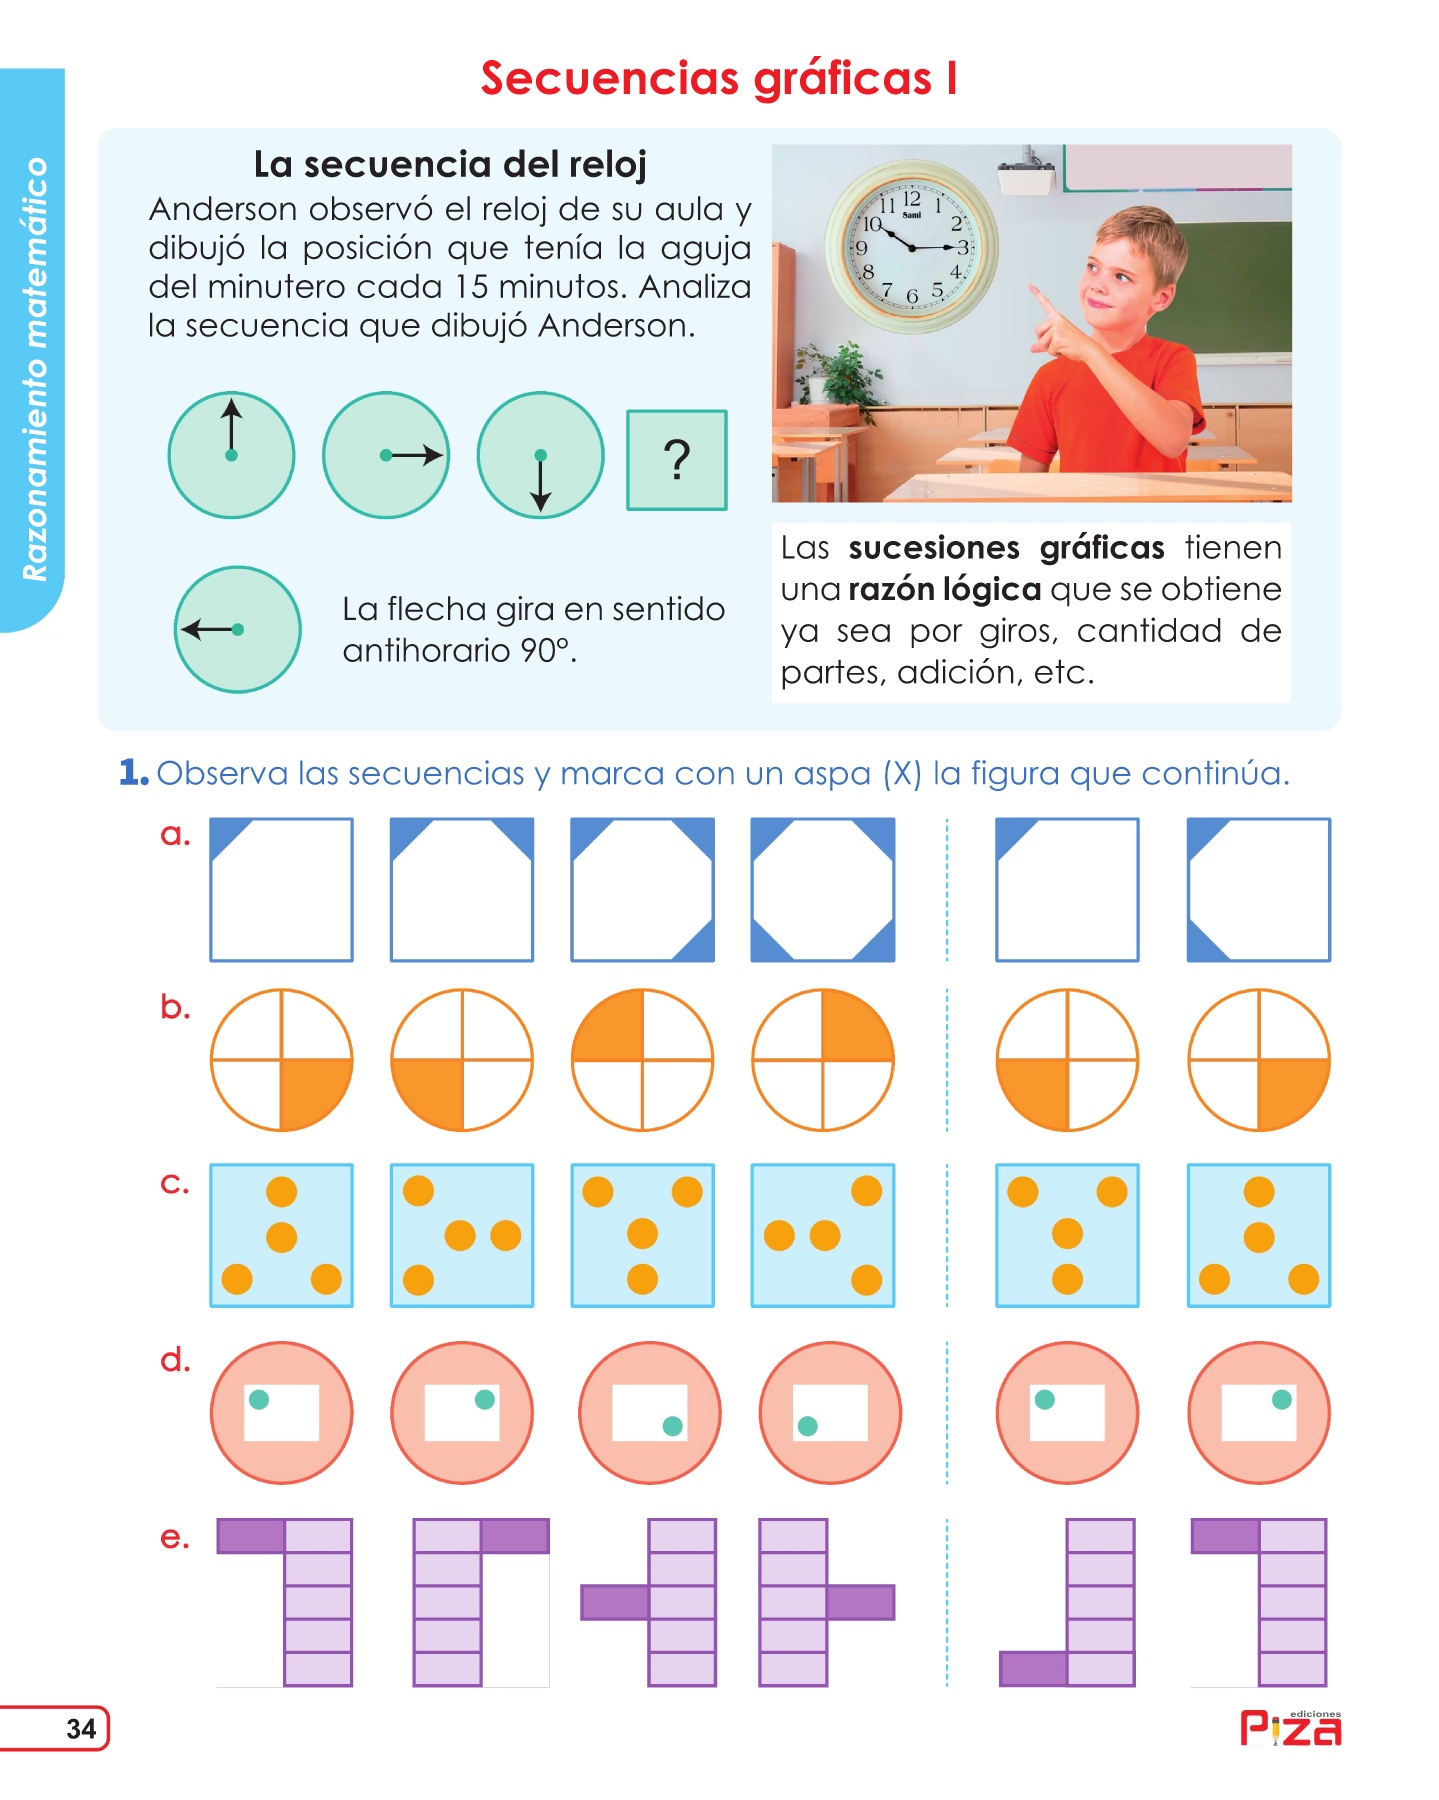 Secuencias gráficas I
Razonamiento matemático
La secuencia del reloj
Anderson observó el reloj de su aula y
dibujó la posición que tenía la aguja
del minutero cada 15 minutos. Analiza
la secuencia que dibujó Anderson.
?
La flecha gira en sentido
antihorario 90°.
12
1
2
3
4
5
6
7
8
9
10
11
Sami
Las sucesiones gráficas tienen
una razón lógica que se obtiene
ya sea por giros, cantidad de
partes, adición, etc.
1. Observa las secuencias y marca con un aspa (X) la figura que continúa.
a.
b.
c.
d.
e.
34
ediciones
Piza